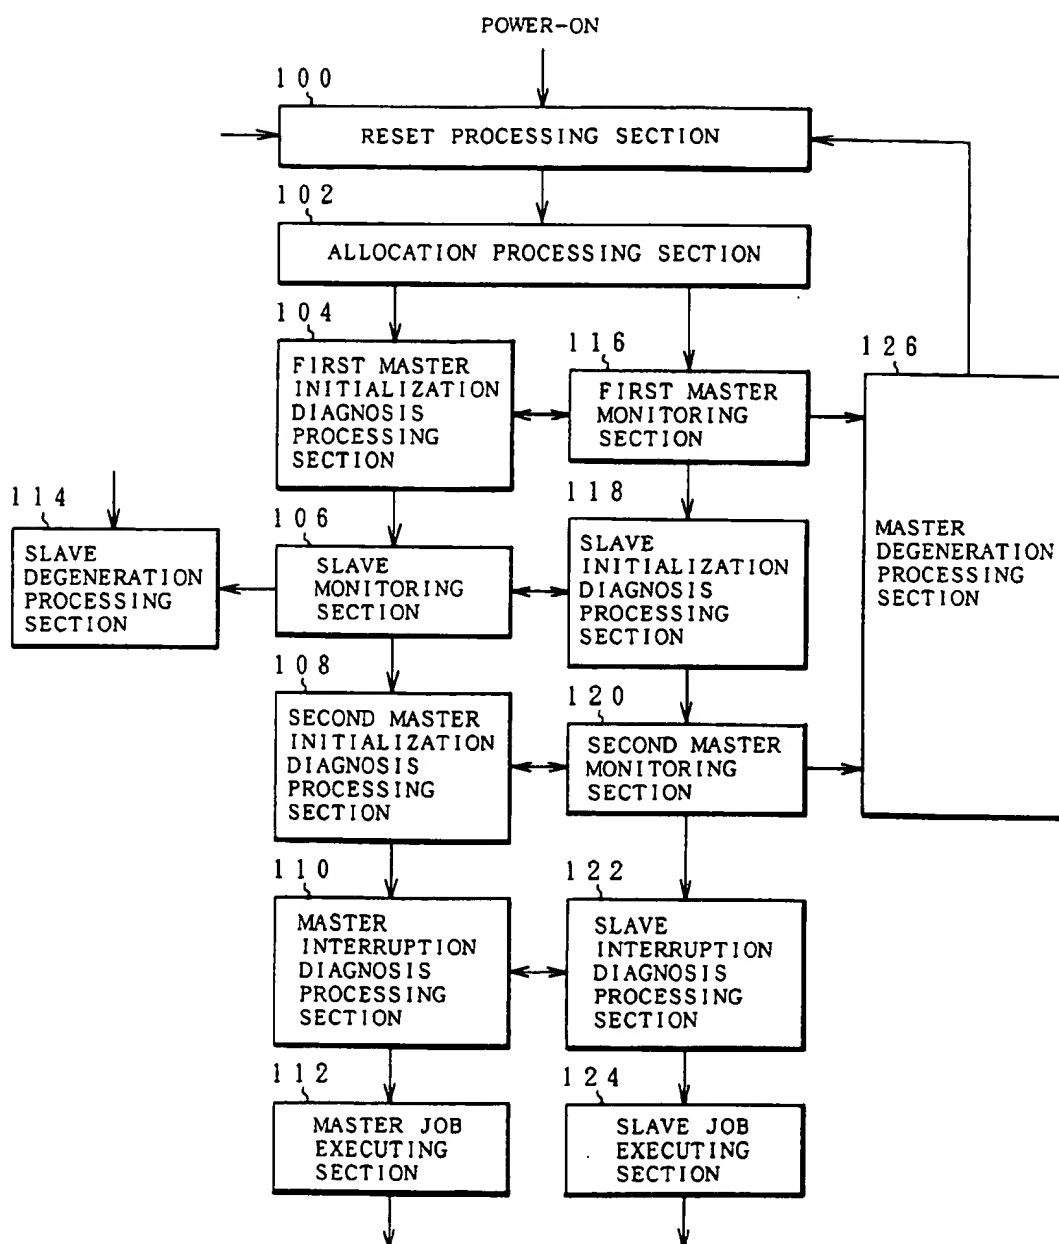 POWER-ON
100
RESET PROCESSING SECTION
102
ALLOCATION PROCESSING SECTION
104
FIRST MASTER
INITIALIZATION
DIAGNOSIS
PROCESSING
SECTION
116
FIRST MASTER
MONITORING
SECTION
126
MASTER
DEGENERATION
PROCESSING
SECTION
114
SLAVE
DEGENERATION
PROCESSING
SECTION
106
SLAVE
MONITORING
SECTION
118
SLAVE
INITIALIZATION
DIAGNOSIS
PROCESSING
SECTION
108
SECOND MASTER
INITIALIZATION
DIAGNOSIS
PROCESSING
SECTION
120
SECOND MASTER
MONITORING
SECTION
110
MASTER
INTERRUPTION
DIAGNOSIS
PROCESSING
SECTION
122
SLAVE
INTERRUPTION
DIAGNOSIS
PROCESSING
SECTION
112
MASTER JOB
EXECUTING
SECTION
124
SLAVE JOB
EXECUTING
SECTION